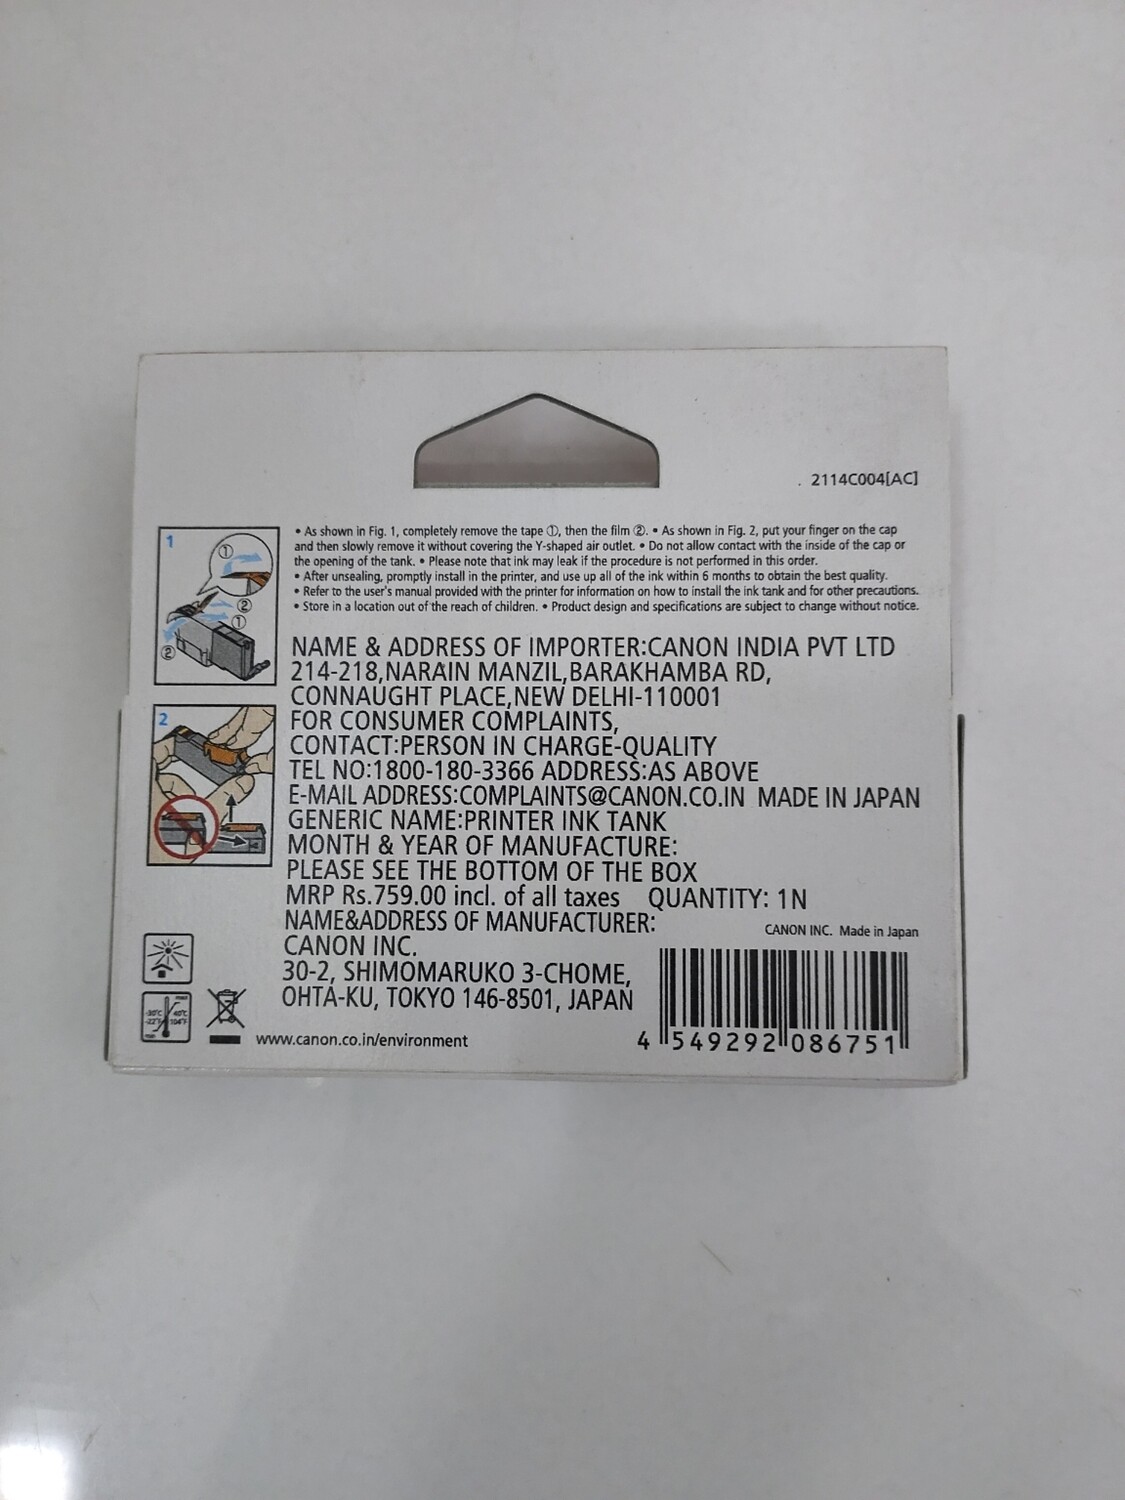 . 2114C004[AC]
1
①
②
①
②
• As shown in Fig. 1, completely remove the tape ①, then the film ②. • As shown in Fig. 2, put your finger on the cap
and then slowly remove it without covering the Y-shaped air outlet. • Do not allow contact with the inside of the cap or
the opening of the tank. • Please note that ink may leak if the procedure is not performed in this order.
• After unsealing, promptly install in the printer, and use up all of the ink within 6 months to obtain the best quality.
• Refer to the user's manual provided with the printer for information on how to install the ink tank and for other precautions.
• Store in a location out of the reach of children. • Product design and specifications are subject to change without notice.
NAME & ADDRESS OF IMPORTER:CANON INDIA PVT LTD
214-218,NARAIN MANZIL,BARAKHAMBA RD,
CONNAUGHT PLACE,NEW DELHI-110001
FOR CONSUMER COMPLAINTS,
CONTACT:PERSON IN CHARGE-QUALITY
TEL NO:1800-180-3366 ADDRESS:AS ABOVE
E-MAIL ADDRESS:COMPLAINTS@CANON.CO.IN MADE IN JAPAN
GENERIC NAME:PRINTER INK TANK
MONTH & YEAR OF MANUFACTURE:
PLEASE SEE THE BOTTOM OF THE BOX
MRP Rs.759.00 incl. of all taxes QUANTITY: 1N
NAME&ADDRESS OF MANUFACTURER:
CANON INC.
30-2, SHIMOMARUKO 3-CHOME,
OHTA-KU, TOKYO 146-8501, JAPAN
2
CANON INC. Made in Japan
max
-30°C 40°C
-22°F 104°F
min
www.canon.co.in/environment
4 549292 086751